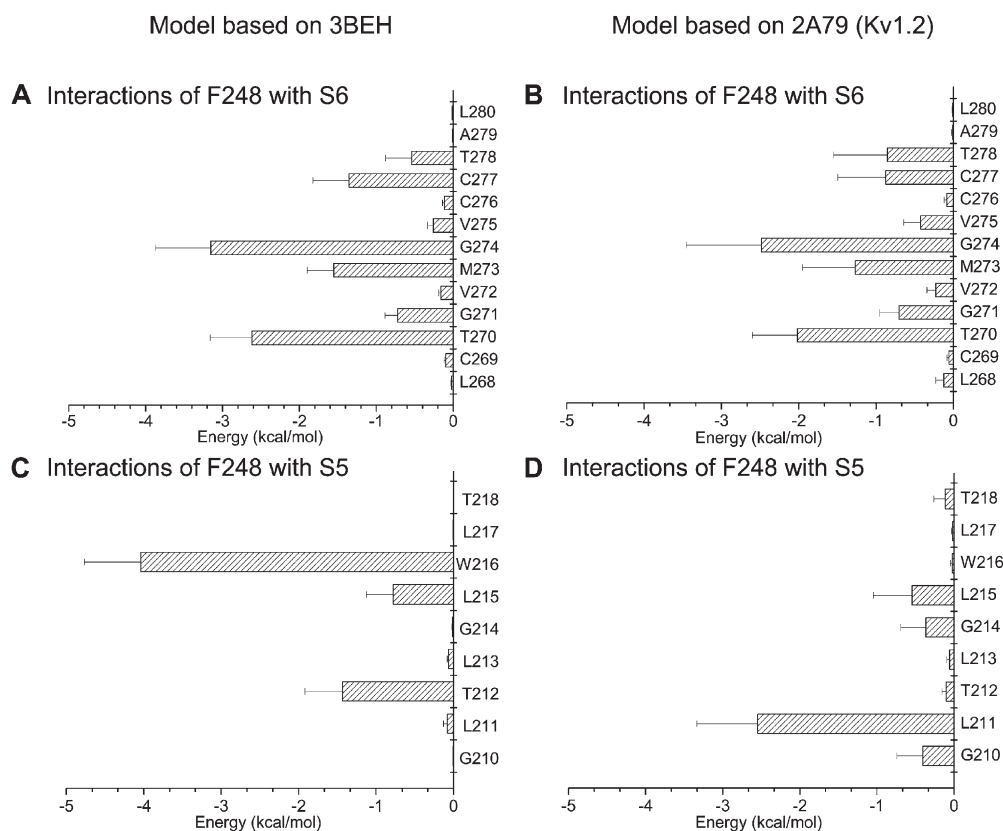 Model based on 3BEH
Model based on 2A79 (Kv1.2)
A Interactions of F248 with S6
L280
A279
T278
C277
C276
V275
G274
M273
V272
G271
T270
C269
L268
-5 -4 -3 -2 -1 0
Energy (kcal/mol)
B Interactions of F248 with S6
L280
A279
T278
C277
C276
V275
G274
M273
V272
G271
T270
C269
L268
-5 -4 -3 -2 -1 0
Energy (kcal/mol)
C Interactions of F248 with S5
T218
L217
W216
L215
G214
L213
T212
L211
G210
-5 -4 -3 -2 -1 0
Energy (kcal/mol)
D Interactions of F248 with S5
T218
L217
W216
L215
G214
L213
T212
L211
G210
-5 -4 -3 -2 -1 0
Energy (kcal/mol)